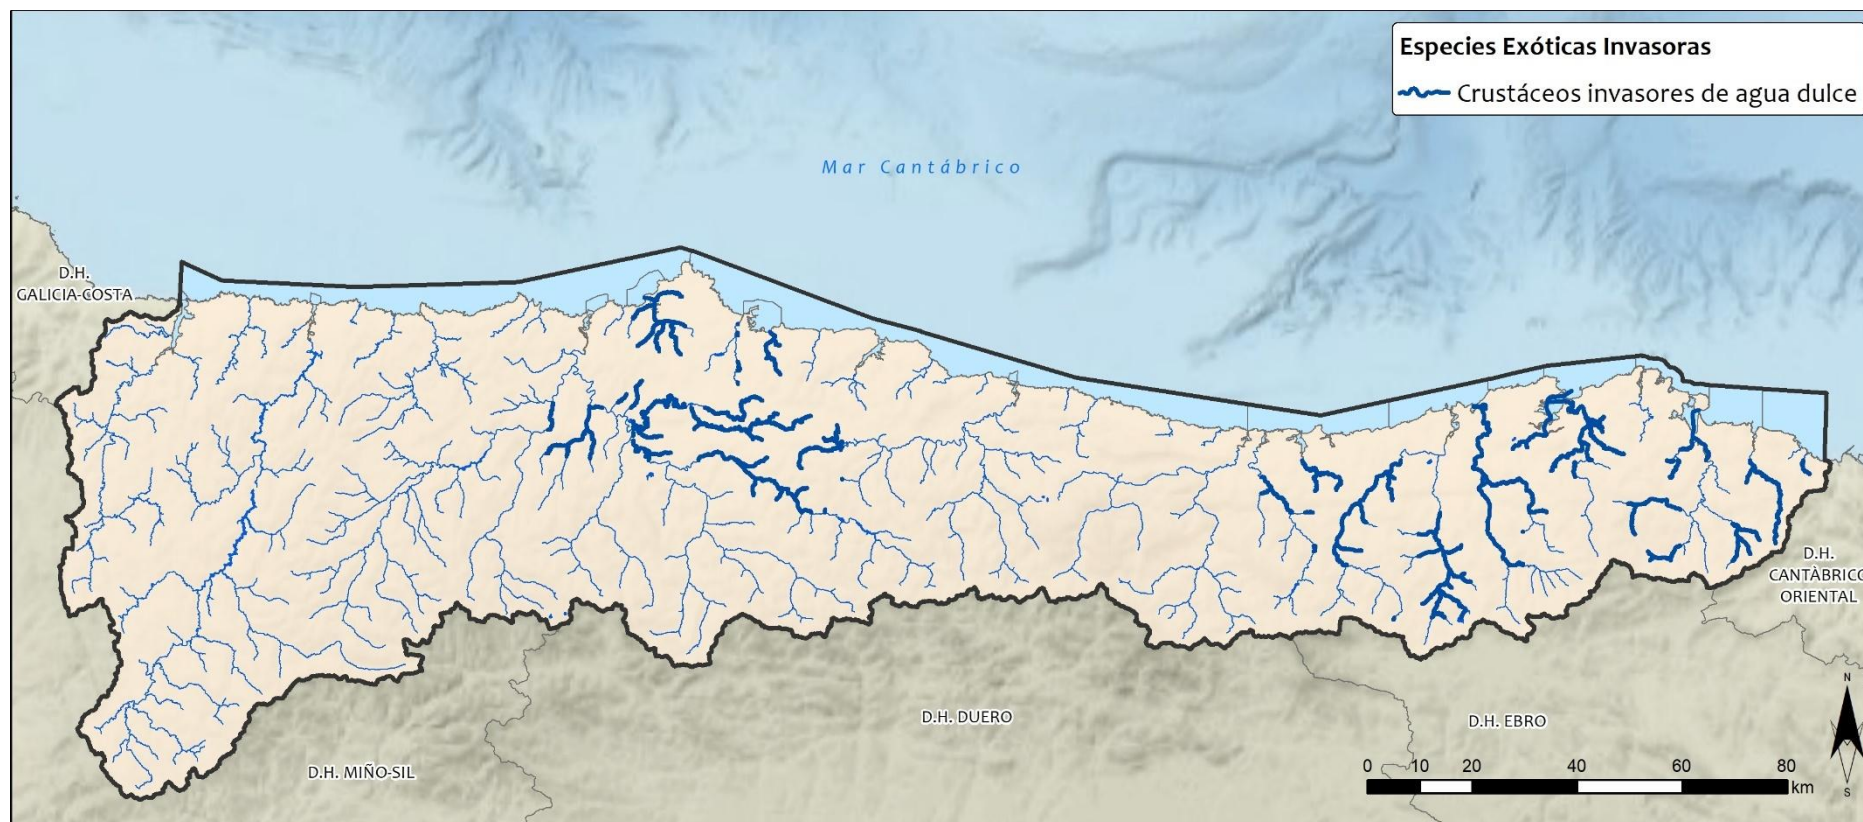 Especies Exóticas Invasoras
Crustáceos invasores de agua dulce
Mar Cantábrico
D.H.
GALICIA-COSTA
D.H.
CANTÀBRICO
ORIENTAL
N
D.H. DUERO
D.H. EBRO
D.H. MIÑO-SIL
0 10 20 40 60 80
km
S